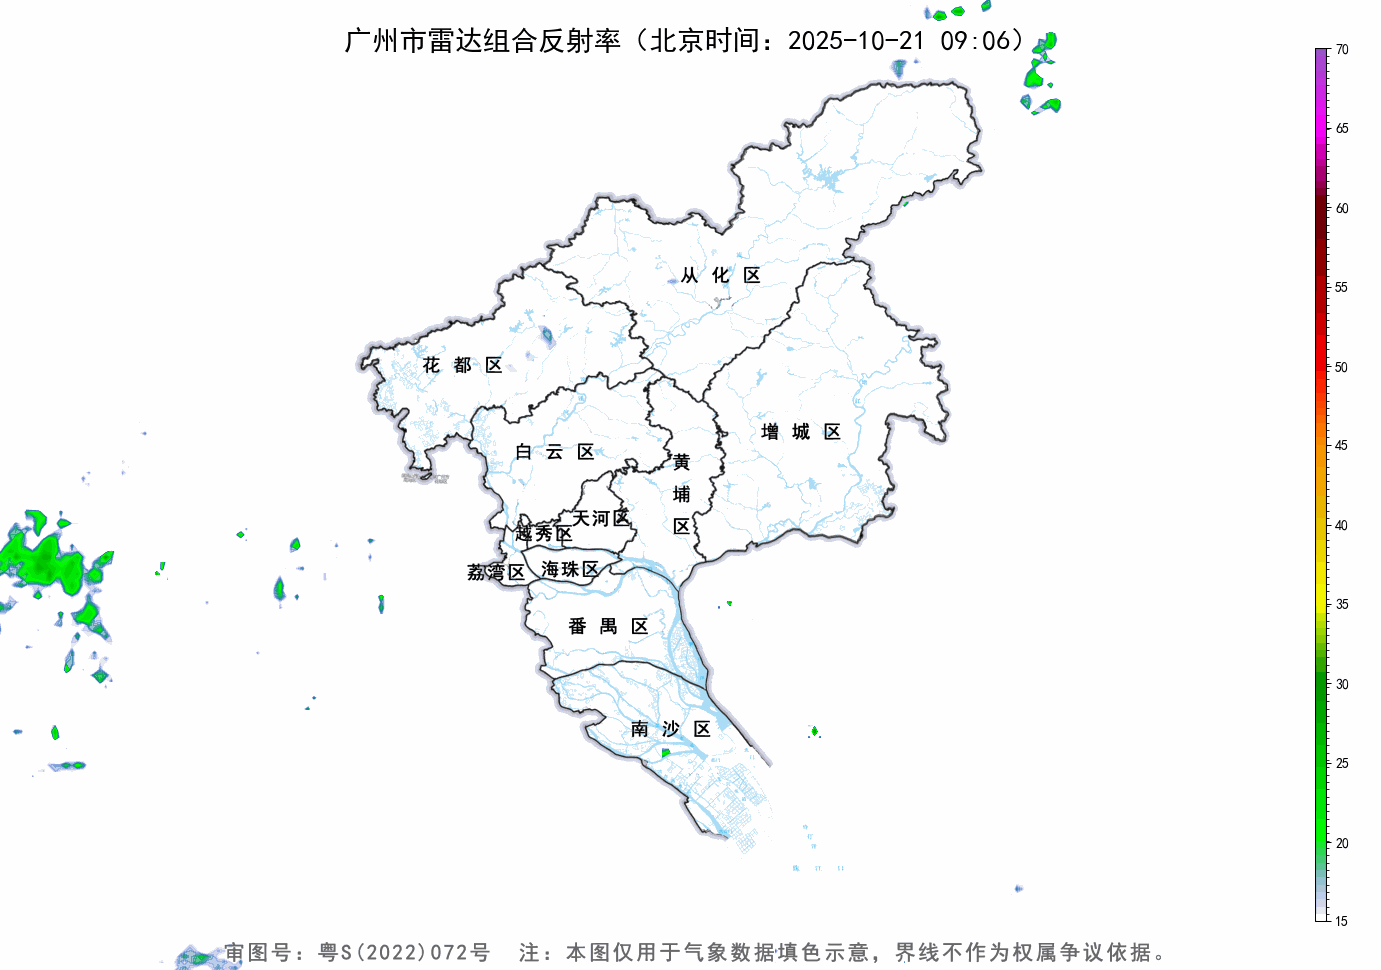 广州市雷达组合反射率（北京时间：2025-10-21 09:06）
70
65
60
55
50
45
40
35
30
25
20
15
从化区
花都区
增城区
白云区
黄埔区
天河区
越秀区
荔湾区
海珠区
番禺区
南沙区
审图号：粤S(2022)072号 注：本图仅用于气象数据填色示意，界线不作为权属争议依据。